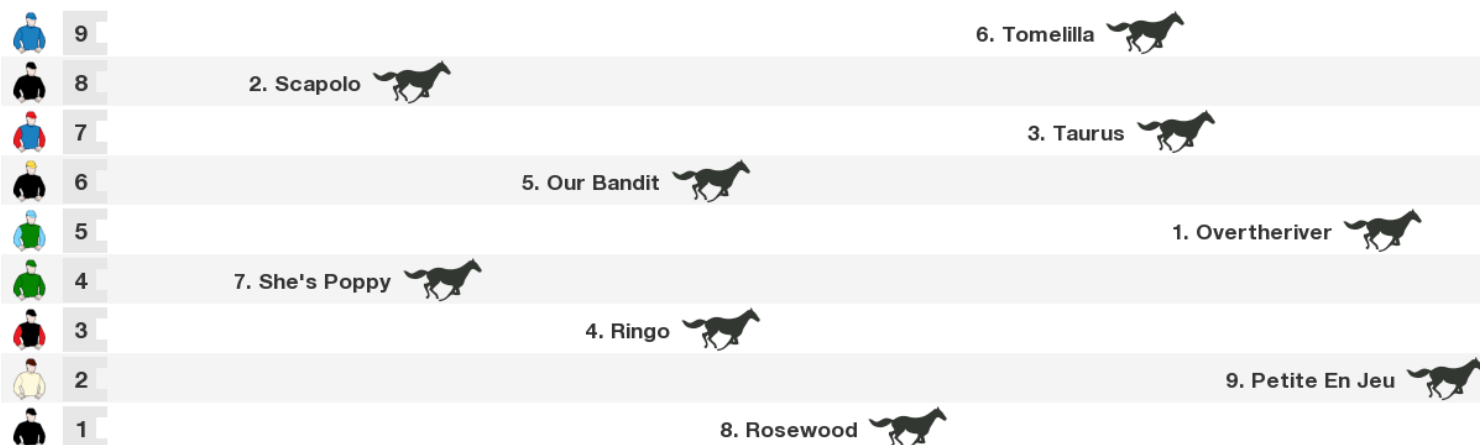 9 6. Tomelilla
8 2. Scapolo
7 3. Taurus
6 5. Our Bandit
5 1. Overtheriver
4 7. She's Poppy
3 4. Ringo
2 9. Petite En Jeu
1 8. Rosewood